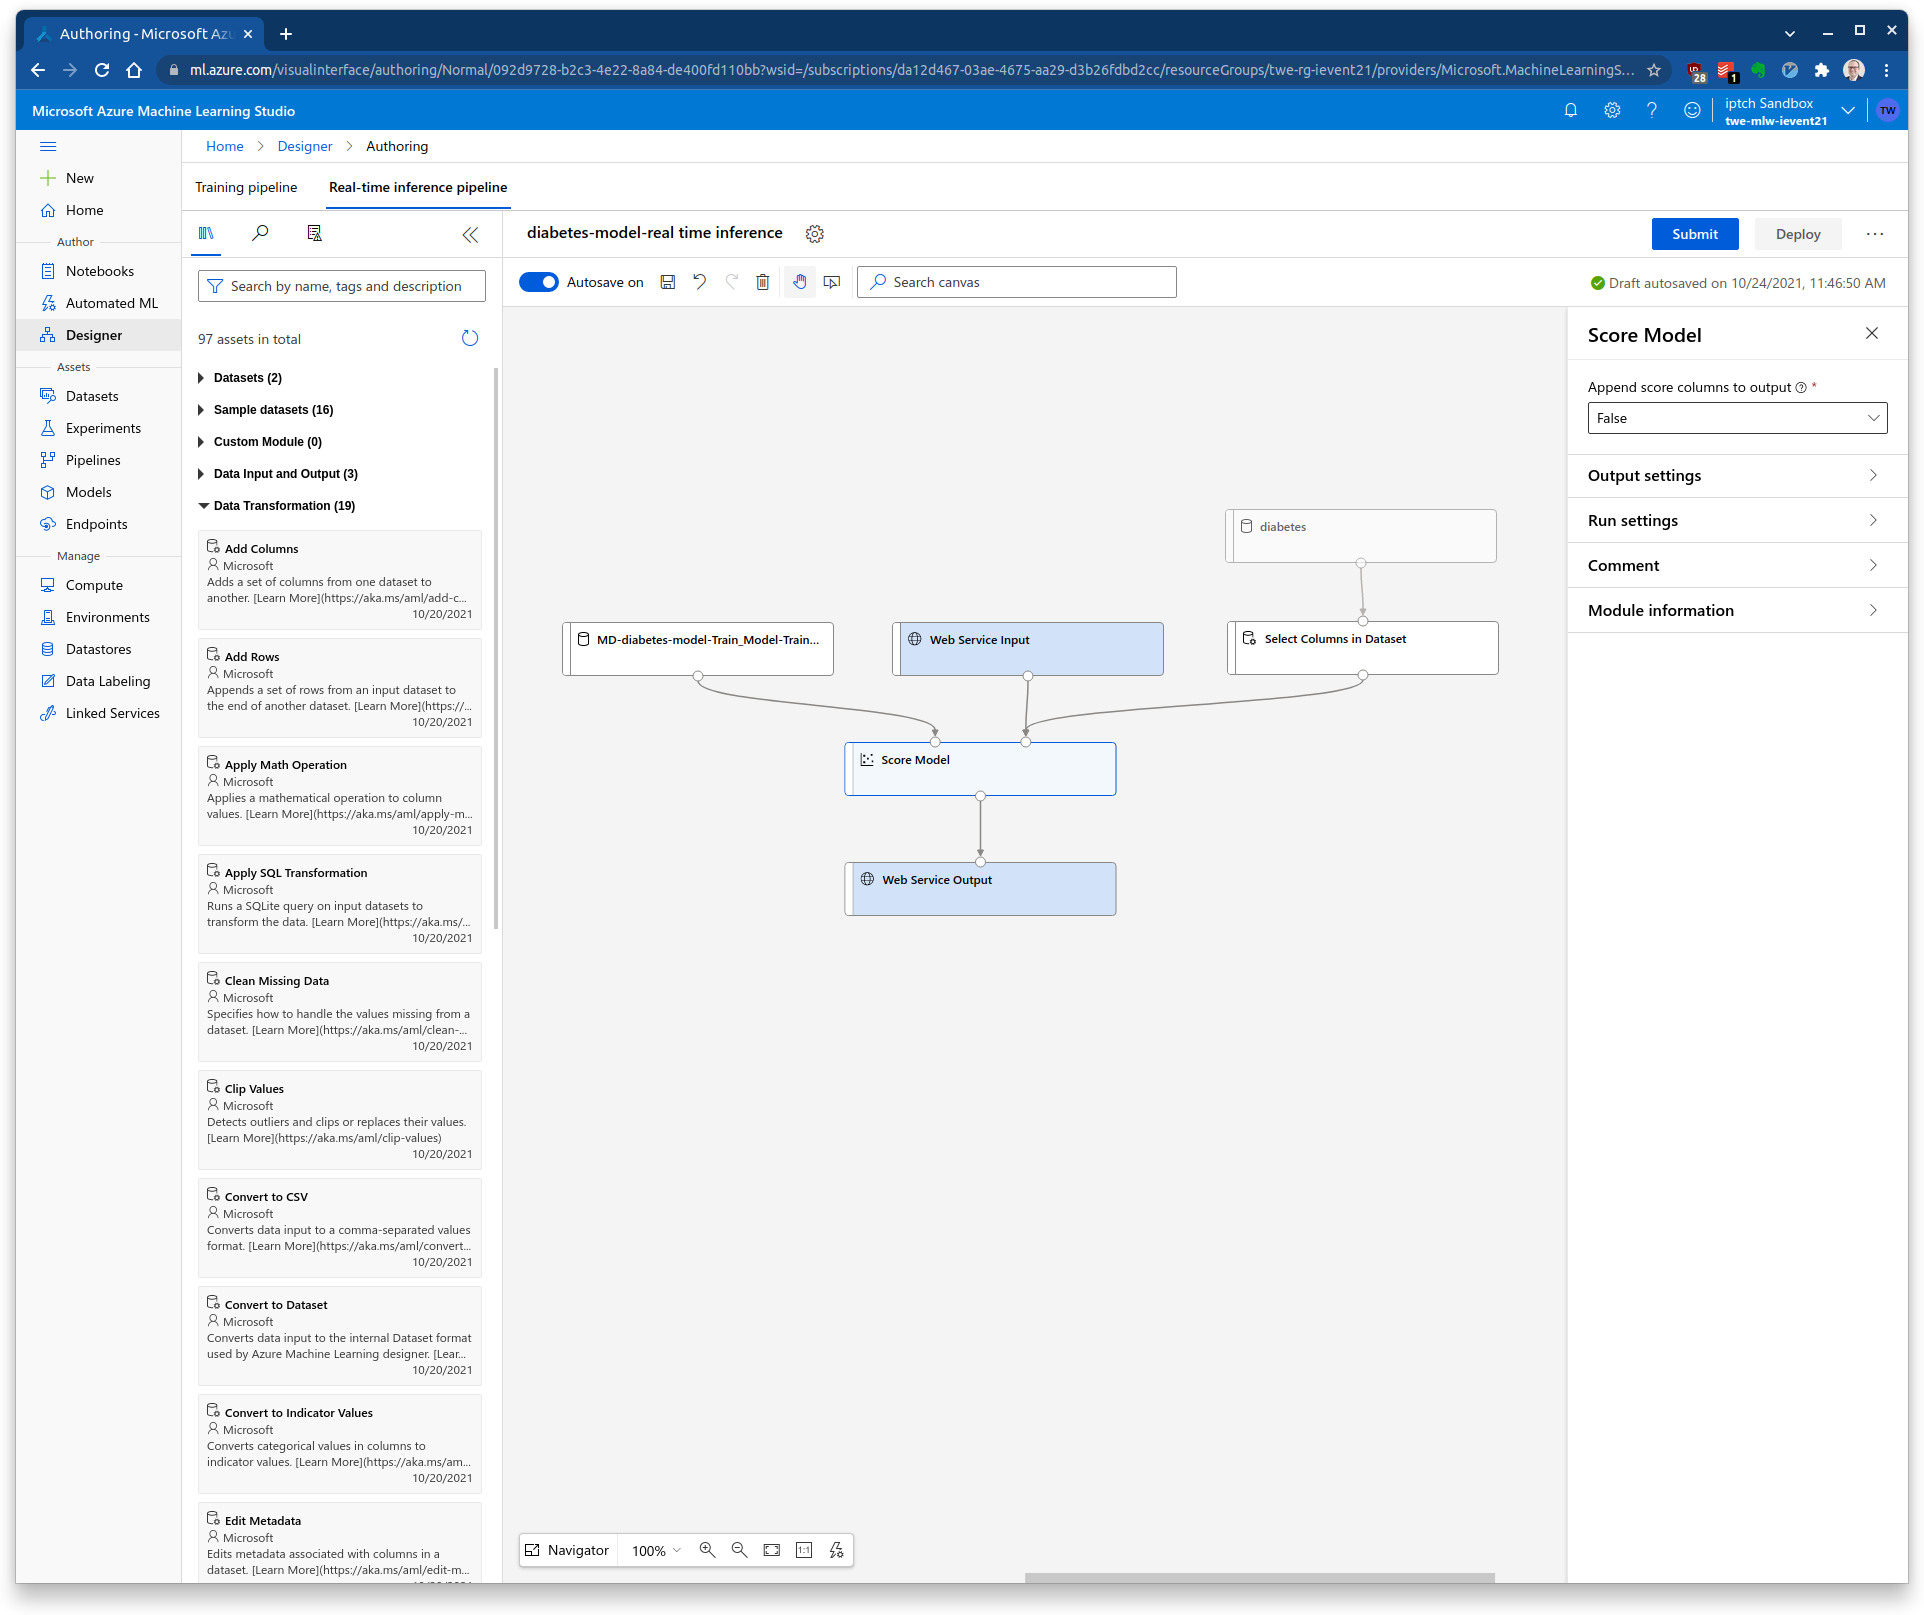 Authoring - Microsoft Azu
ml.azure.com/visualinterface/authoring/Normal/092d9728-b2c3-4e22-8a84-de400fd110bb?wsid=/subscriptions/da12d467-03ae-4675-aa29-d3b26fdbd2cc/resourceGroups/twe-rg-ievent21/providers/Microsoft.MachineLearningS...
28
1
Microsoft Azure Machine Learning Studio
iptch Sandbox
twe-mlw-ievent21
TW
New
Home
Author
Notebooks
Automated ML
Designer
Assets
Datasets
Experiments
Pipelines
Models
Endpoints
Manage
Compute
Environments
Datastores
Data Labeling
Linked Services
Home > Designer > Authoring
Training pipeline
Real-time inference pipeline
Search by name, tags and description
97 assets in total
Datasets (2)
Sample datasets (16)
Custom Module (0)
Data Input and Output (3)
Data Transformation (19)
Add Columns
Microsoft
Adds a set of columns from one dataset to
another. [Learn More](https://aka.ms/aml/add-c...
10/20/2021
Add Rows
Microsoft
Appends a set of rows from an input dataset to
the end of another dataset. [Learn More](https://...
10/20/2021
Apply Math Operation
Microsoft
Applies a mathematical operation to column
values. [Learn More](https://aka.ms/aml/apply-m...
10/20/2021
Apply SQL Transformation
Microsoft
Runs a SQLite query on input datasets to
transform the data. [Learn More](https://aka.ms/...
10/20/2021
Clean Missing Data
Microsoft
Specifies how to handle the values missing from a
dataset. [Learn More](https://aka.ms/aml/clean-...
10/20/2021
Clip Values
Microsoft
Detects outliers and clips or replaces their values.
[Learn More](https://aka.ms/aml/clip-values)
10/20/2021
Convert to CSV
Microsoft
Converts data input to a comma-separated values
format. [Learn More](https://aka.ms/aml/convert...
10/20/2021
Convert to Dataset
Microsoft
Converts data input to the internal Dataset format
used by Azure Machine Learning designer. [Lear...
10/20/2021
Convert to Indicator Values
Microsoft
Converts categorical values in columns to
indicator values. [Learn More](https://aka.ms/am...
10/20/2021
Edit Metadata
Microsoft
Edits metadata associated with columns in a
dataset. [Learn More](https://aka.ms/aml/edit-m...
diabetes-model-real time inference
Submit
Deploy
Autosave on
Search canvas
Draft autosaved on 10/24/2021, 11:46:50 AM
diabetes
MD-diabetes-model-Train_Model-Train...
Web Service Input
Select Columns in Dataset
Score Model
Web Service Output
Navigator
100%
1:1
Score Model
Append score columns to output *
False
Output settings
Run settings
Comment
Module information